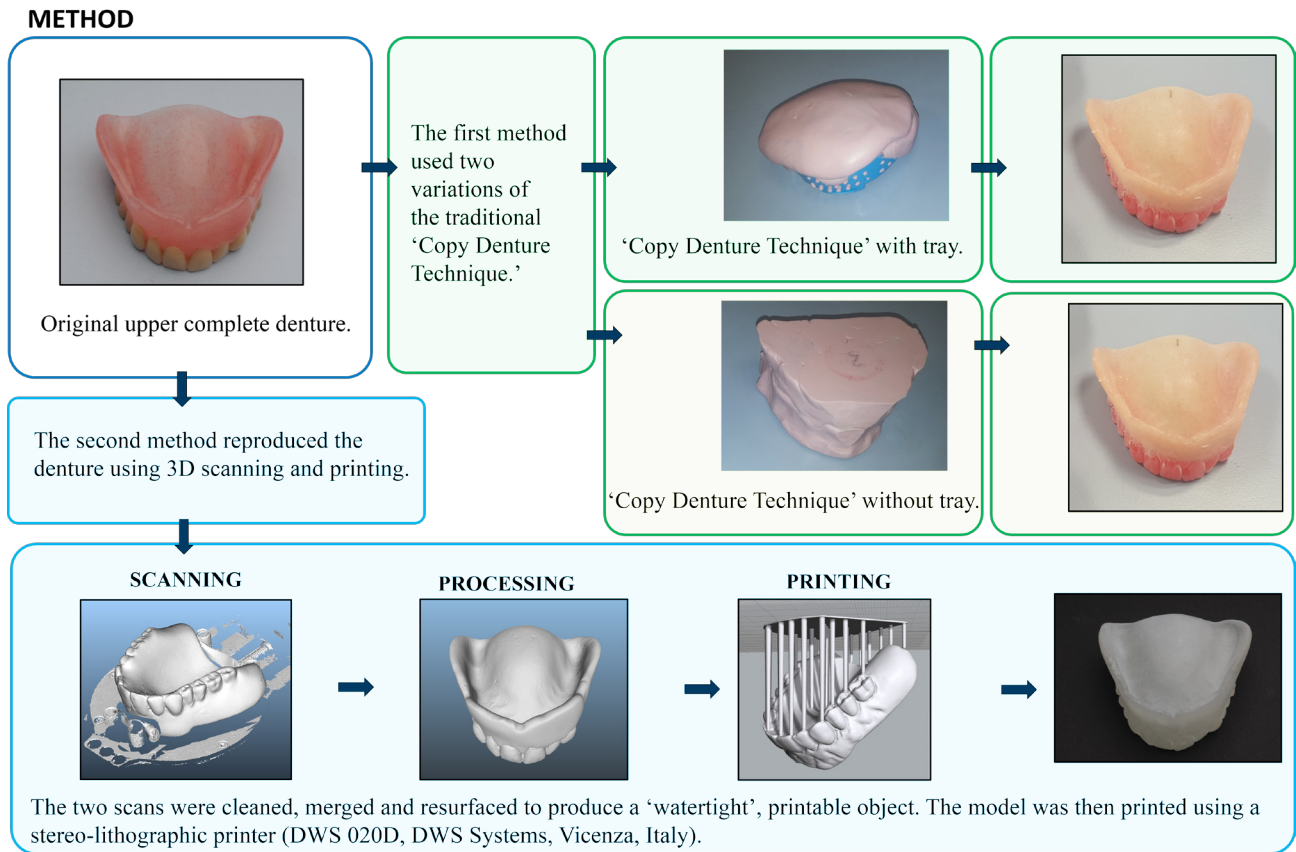 METHOD
Original upper complete denture.
The first method
used two
variations of
the traditional
‘Copy Denture
Technique.’
‘Copy Denture Technique’ with tray.
‘Copy Denture Technique’ without tray.
The second method reproduced the
denture using 3D scanning and printing.
SCANNING
PROCESSING
PRINTING
The two scans were cleaned, merged and resurfaced to produce a ‘watertight’, printable object. The model was then printed using a
stereo-lithographic printer (DWS 020D, DWS Systems, Vicenza, Italy).